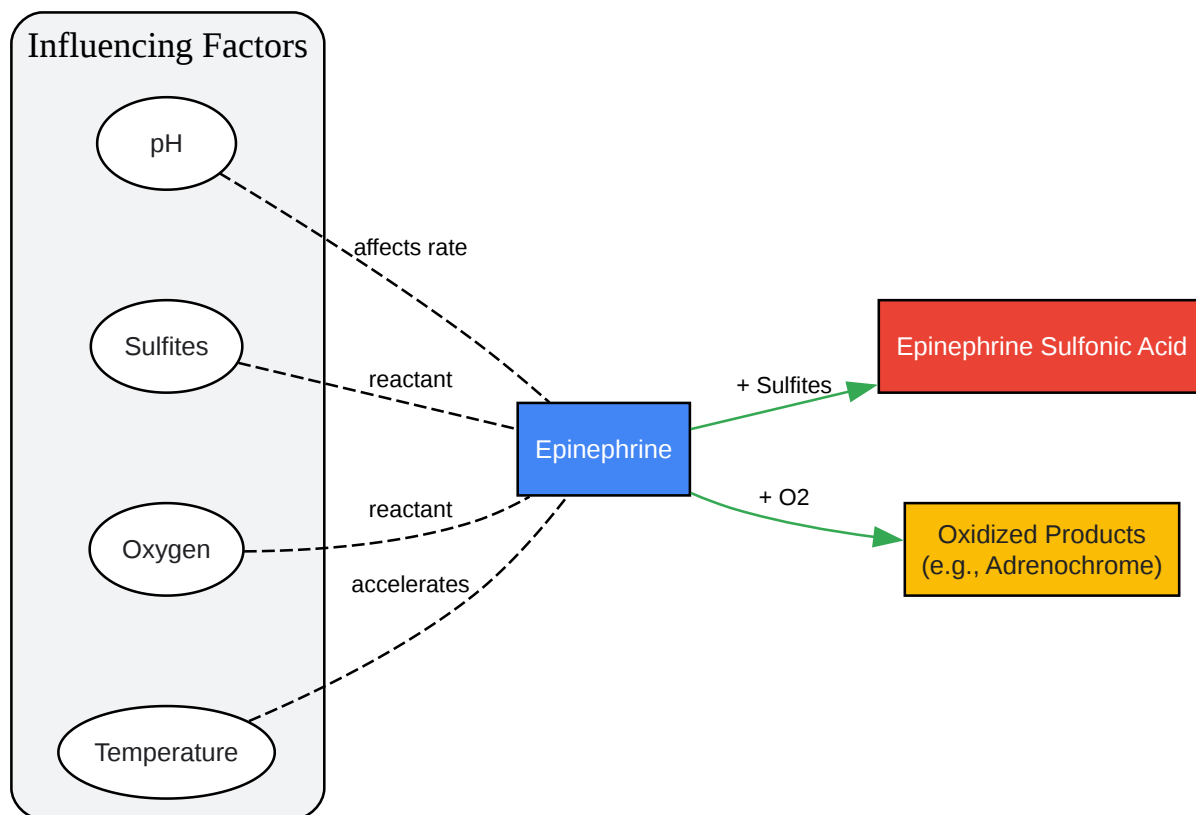 Influencing Factors
pH
affects rate
Sulfites
reactant
Epinephrine Sulfonic Acid
+ Sulfites
Epinephrine
reactant
+ O2
Oxygen
Oxidized Products
(e.g., Adrenochrome)
accelerates
Temperature